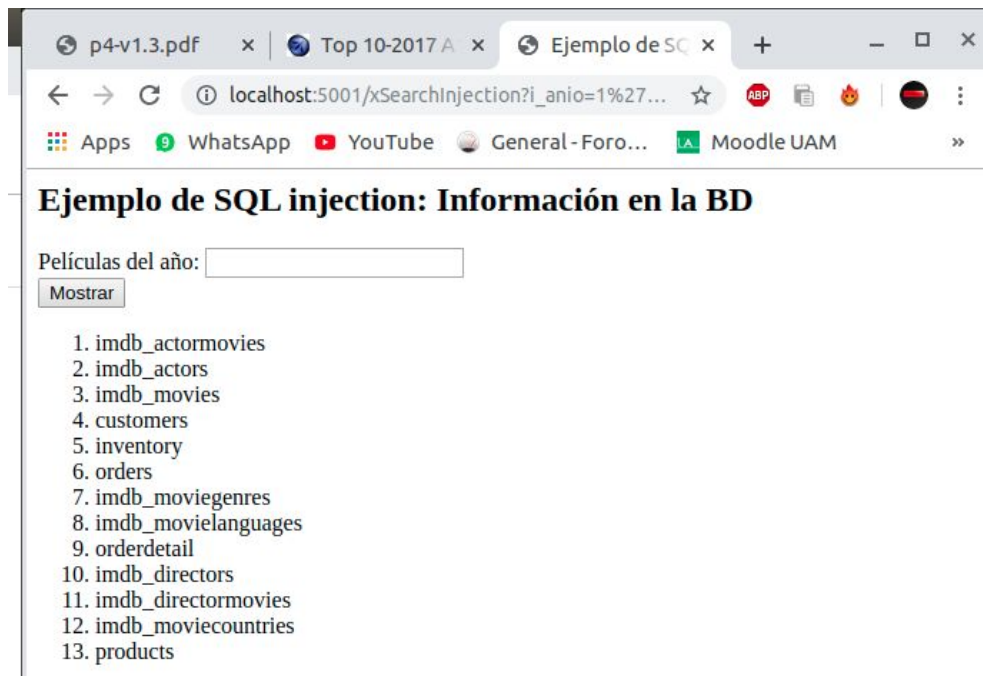 p4-v1.3.pdf
Top 10-2017 A
Ejemplo de SQ
localhost:5001/xSearchInjection?i_anio=1%27...
ABP
Apps
9 WhatsApp
YouTube
General - Foro...
Moodle UAM
»
Ejemplo de SQL injection: Información en la BD
Películas del año:
Mostrar
1. imdb_actormovies
2. imdb_actors
3. imdb_movies
4. customers
5. inventory
6. orders
7. imdb_moviegenres
8. imdb_movielanguages
9. orderdetail
10. imdb_directors
11. imdb_directormovies
12. imdb_moviecountries
13. products